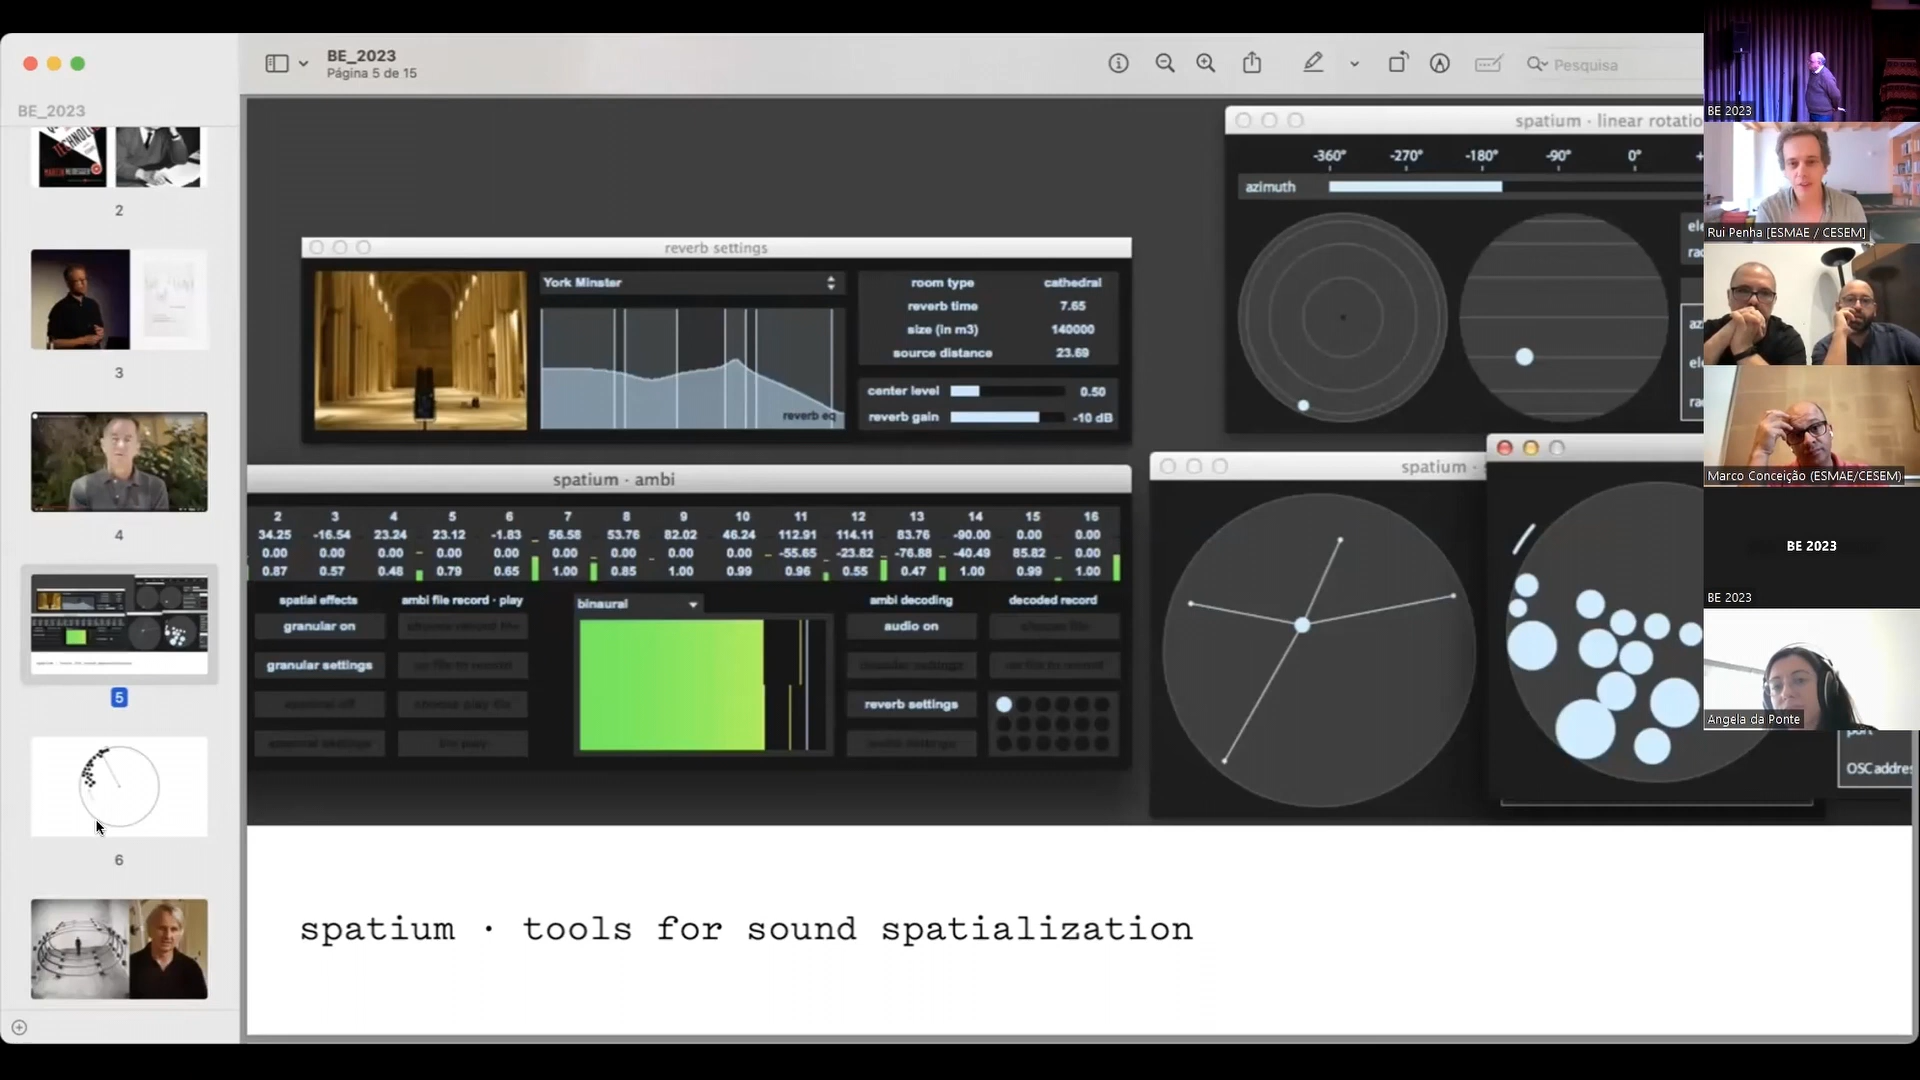 BE_2023
Página 5 de 15
Pesquisa
BE_2023
2
3
4
5
6
reverb settings
York Minster
reverb eq
room type cathedral
reverb time 7.65
size (in m3) 140000
source distance 23.69
center level 0.50
reverb gain -10 dB
spatium · linear rotatio
-360° -270° -180° -90° 0° +
azimuth
ele
rac
az
ele
rac
spatium · ambi
2 3 4 5 6 7 8 9 10 11 12 13 14 15 16
34.25 -16.54 23.24 23.12 -1.83 56.58 53.76 82.02 46.24 112.91 114.11 83.76 -90.00 0.00 0.00
0.00 0.00 0.00 0.00 0.00 0.00 0.00 0.00 0.00 -55.65 -23.82 -76.88 -40.49 85.82 0.00
0.87 0.57 0.48 0.79 0.65 1.00 0.85 1.00 0.99 0.96 0.55 0.47 1.00 0.99 1.00
spatial effects
granular on
granular settings
ambi file record · play
binaural
ambi decoding
audio on
reverb settings
decoded record
spatium ·
port
OSC addres
spatium · tools for sound spatialization
BE 2023
Rui Penha [ESMAE / CESEM]
Marco Conceição (ESMAE/CESEM)
BE 2023
BE 2023
Angela da Ponte